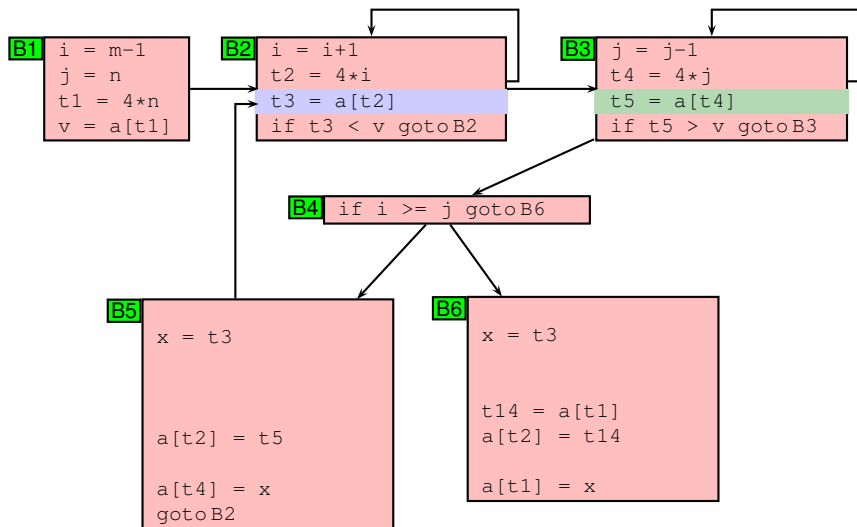 B1
i = m-1
j = n
t1 = 4*n
v = a[t1]
B2
i = i+1
t2 = 4*i
t3 = a[t2]
if t3 < v goto B2
B3
j = j-1
t4 = 4*j
t5 = a[t4]
if t5 > v goto B3
B4
if i >= j goto B6
B5
x = t3
a[t2] = t5
a[t4] = x
goto B2
B6
x = t3
t14 = a[t1]
a[t2] = t14
a[t1] = x